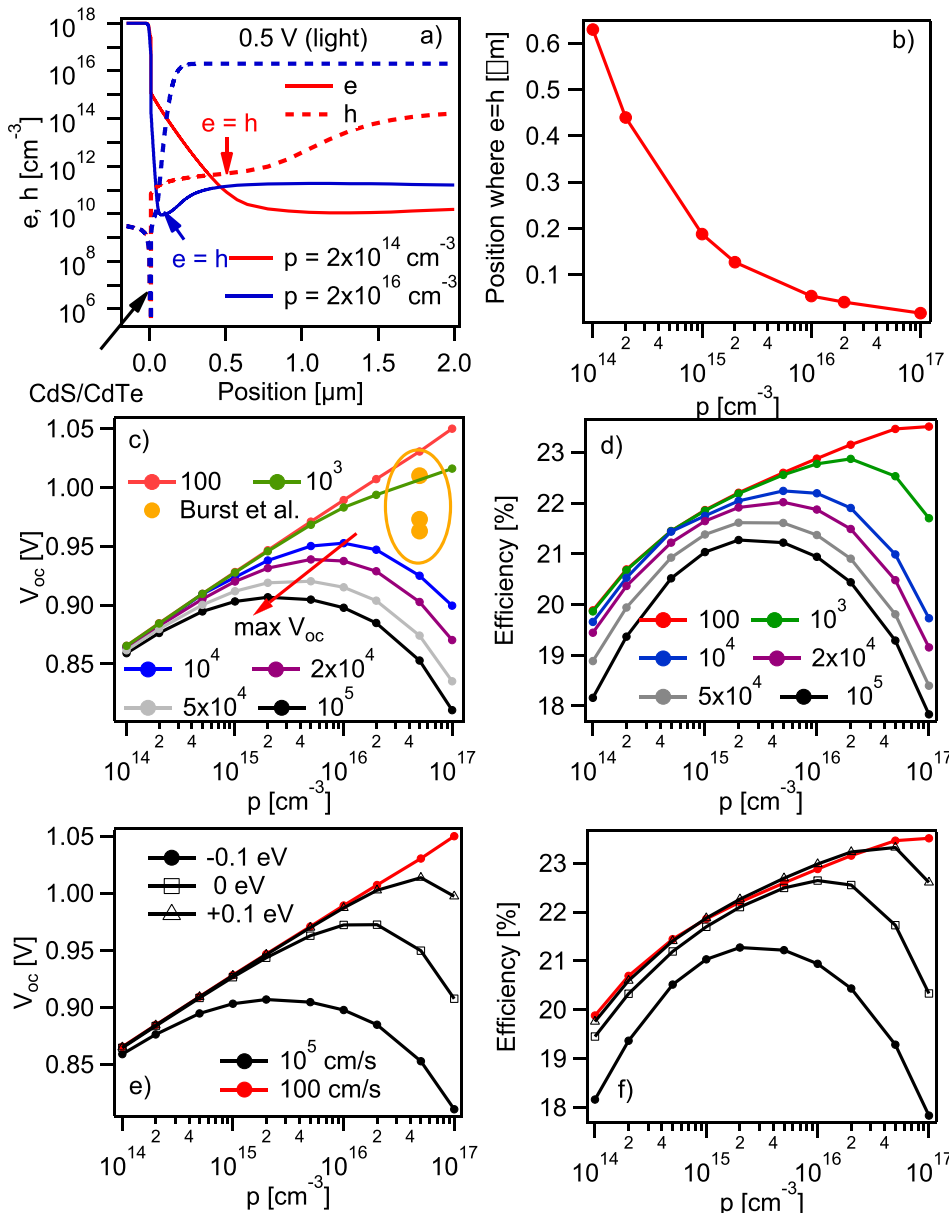 a)
0.5 V (light)
e
h
e = h
e = h
p = 2x10^14 cm^-3
p = 2x10^16 cm^-3
e, h [cm^-3]
10^18
10^16
10^14
10^12
10^10
10^8
10^6
0.0 0.5 1.0 1.5 2.0
Position [µm]
CdS/CdTe
b)
Position where e=h [□m]
0.6
0.5
0.4
0.3
0.2
0.1
10^14 2 4 10^15 2 4 10^16 2 4 10^17
p [cm^-3]
c)
100 10^3
Burst et al.
max Voc
10^4 2x10^4
5x10^4 10^5
Voc [V]
1.05
1.00
0.95
0.90
0.85
10^14 2 4 10^15 2 4 10^16 2 4 10^17
p [cm^-3]
d)
100 10^3
10^4 2x10^4
5x10^4 10^5
Efficiency [%]
23
22
21
20
19
18
10^14 2 4 10^15 2 4 10^16 2 4 10^17
p [cm^-3]
e)
-0.1 eV
0 eV
+0.1 eV
10^5 cm/s
100 cm/s
Voc [V]
1.05
1.00
0.95
0.90
0.85
10^14 2 4 10^15 2 4 10^16 2 4 10^17
p [cm^-3]
f)
Efficiency [%]
23
22
21
20
19
18
10^14 2 4 10^15 2 4 10^16 2 4 10^17
p [cm^-3]